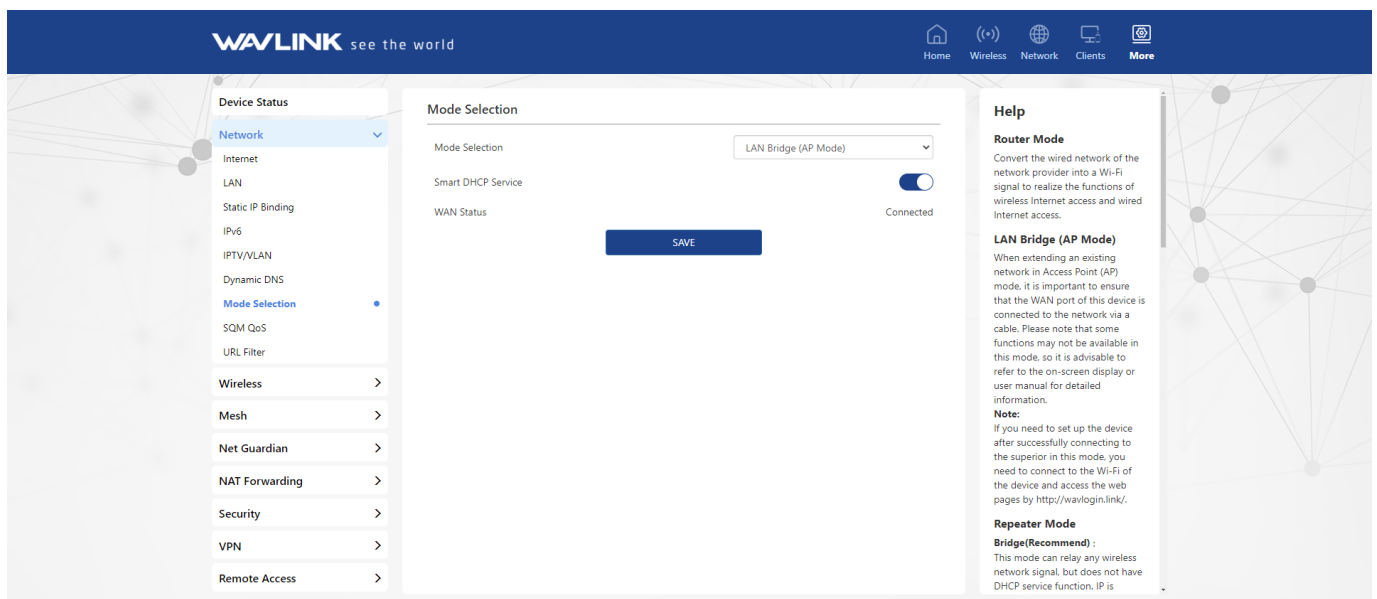 WAVLINK see the world
Home
Wireless
Network
Clients
More
Device Status
Network
Internet
LAN
Static IP Binding
IPv6
IPTV/VLAN
Dynamic DNS
Mode Selection
SQM QoS
URL Filter
Wireless
Mesh
Net Guardian
NAT Forwarding
Security
VPN
Remote Access
Mode Selection
Mode Selection
LAN Bridge (AP Mode)
Smart DHCP Service
WAN Status
Connected
SAVE
Help
Router Mode
Convert the wired network of the
network provider into a Wi-Fi
signal to realize the functions of
wireless Internet access and wired
Internet access.
LAN Bridge (AP Mode)
When extending an existing
network in Access Point (AP)
mode, it is important to ensure
that the WAN port of this device is
connected to the network via a
cable. Please note that some
functions may not be available in
this mode, so it is advisable to
refer to the on-screen display or
user manual for detailed
information.
Note:
If you need to set up the device
after successfully connecting to
the superior in this mode, you
need to connect to the Wi-Fi of
the device and access the web
pages by http://wavlogin.link/.
Repeater Mode
Bridge(Recommend) :
This mode can relay any wireless
network signal, but does not have
DHCP service function. IP is